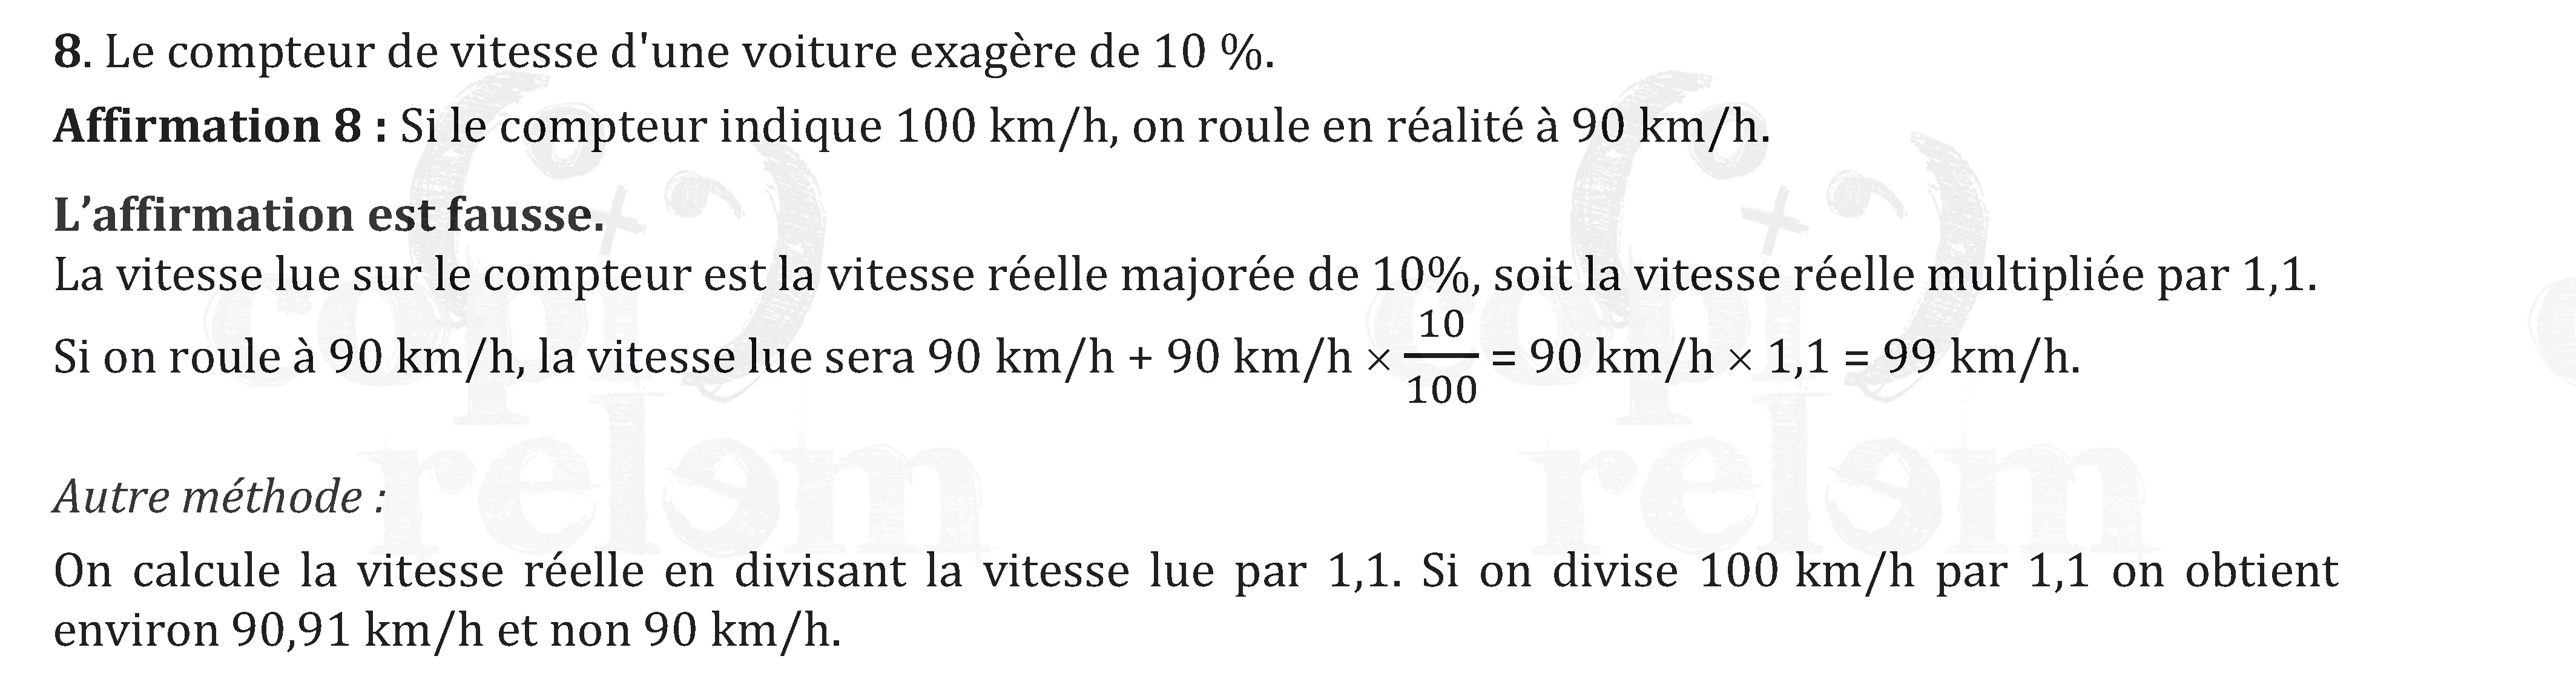 8. Le compteur de vitesse d'une voiture exagère de 10 %.
Affirmation 8 : Si le compteur indique 100 km/h, on roule en réalité à 90 km/h.
L’affirmation est fausse.
La vitesse lue sur le compteur est la vitesse réelle majorée de 10%, soit la vitesse réelle multipliée par 1,1.
Si on roule à 90 km/h, la vitesse lue sera 90 km/h + 90 km/h × 10/100 = 90 km/h × 1,1 = 99 km/h.
Autre méthode :
On calcule la vitesse réelle en divisant la vitesse lue par 1,1. Si on divise 100 km/h par 1,1 on obtient
environ 90,91 km/h et non 90 km/h.
copi relem
copi relem